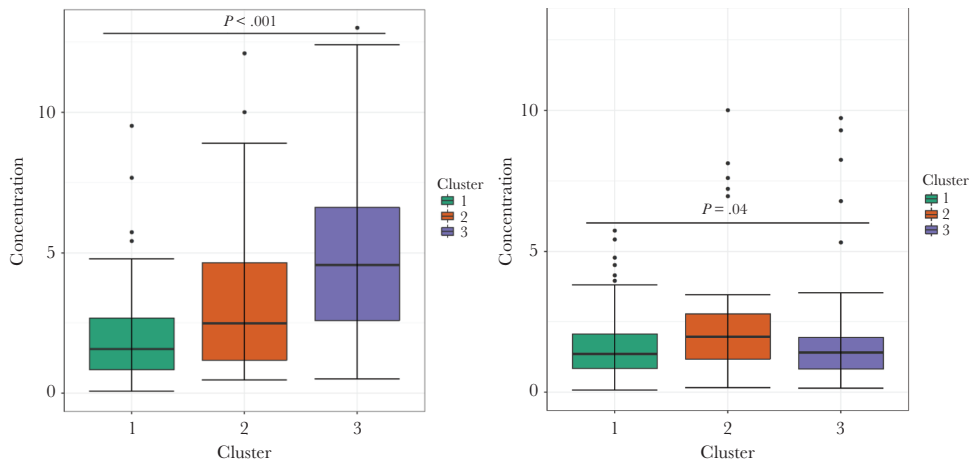 P < .001
10
5
0
Concentration
1
2
3
Cluster
Cluster
1
2
3
P = .04
10
5
0
Concentration
1
2
3
Cluster
Cluster
1
2
3